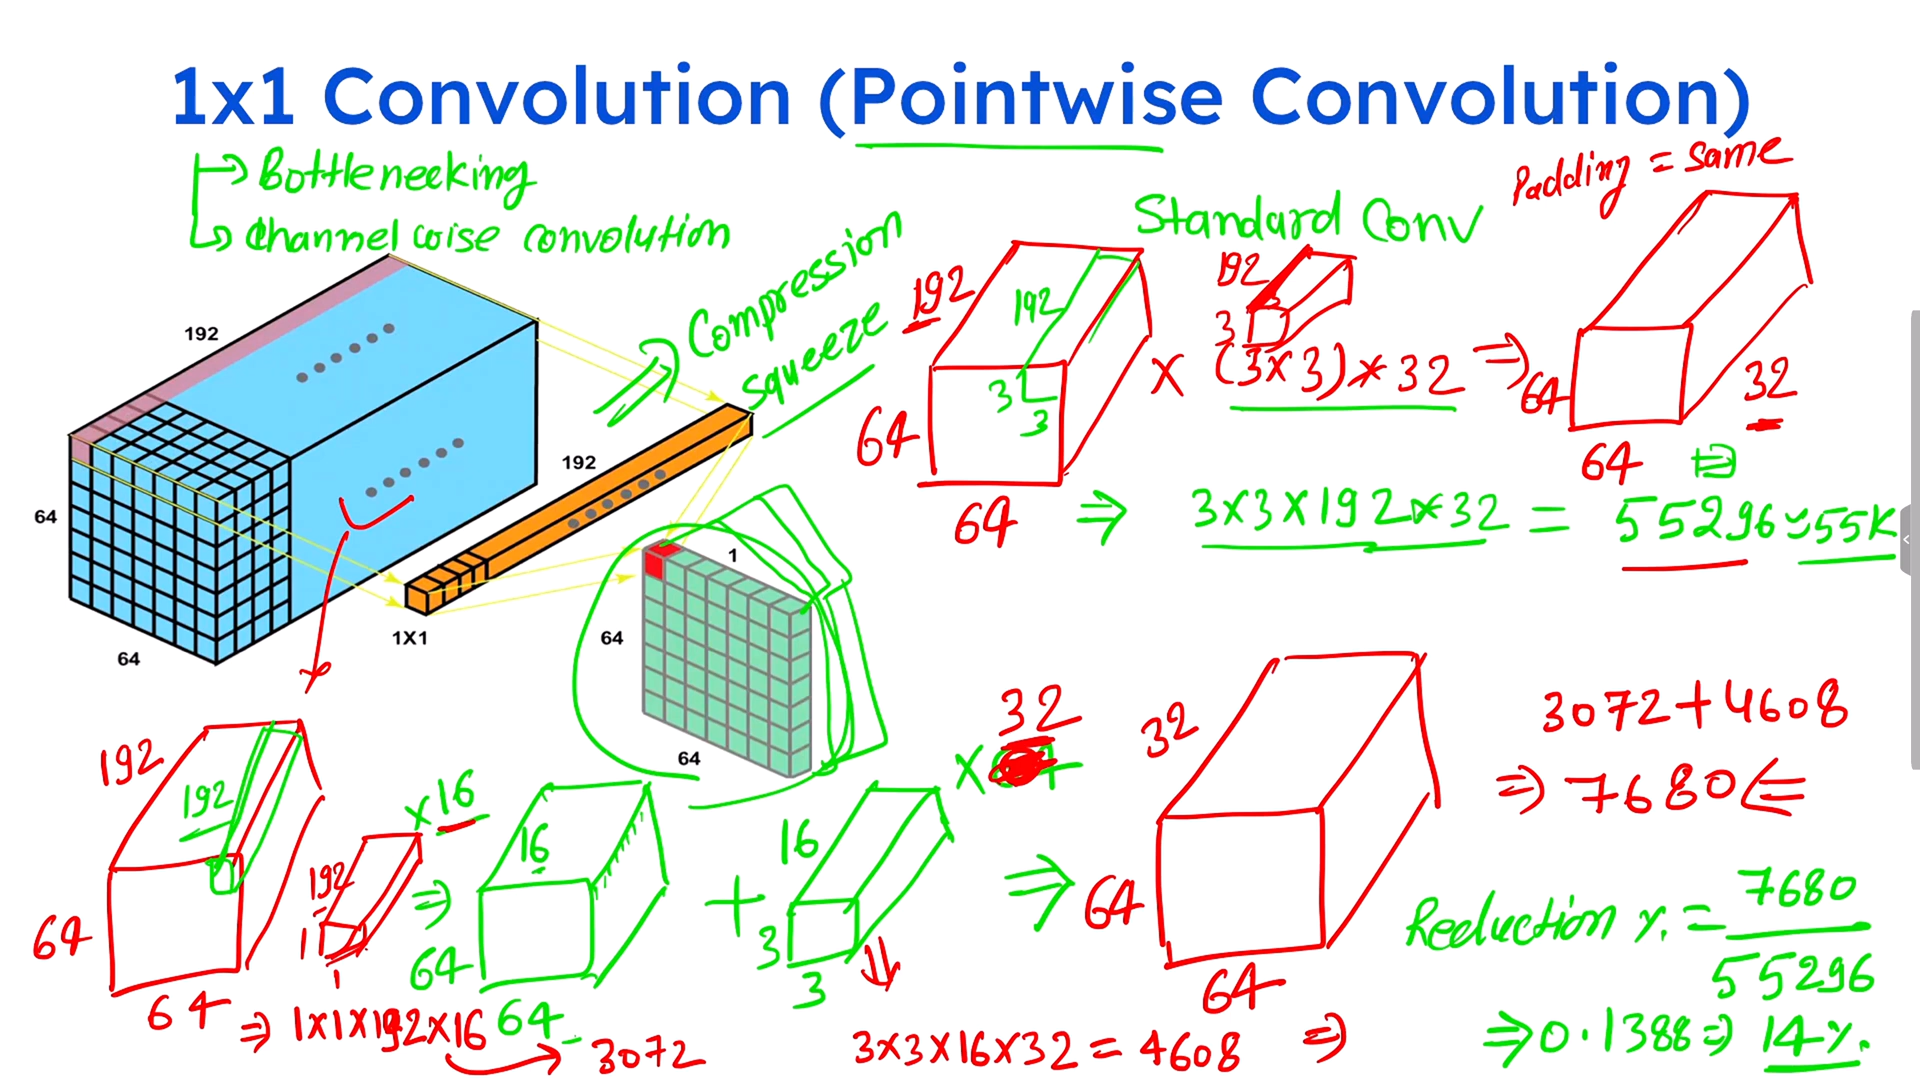 1x1 Convolution (Pointwise Convolution)
Bottleneeking
channel wise convolution
Compression
squeeze
Standard Conv
Padding = same
192
64
64
192
1X1
1
64
64
192
192
3
3
64
64
X
192
3
(3x3) * 32 ⇒
64
64
32
⇒ 3x3x192*32 = 55296 ≈ 55K
192
192
64
64
192
1
1
x16
⇒
16
64
64
+
16
3
3
x
32
⇒
32
64
64
3072+4608
⇒ 7680 ⇐
Reduction %. = 7680
55296
⇒ 0.1388 ⇒ 14%.
⇒ 1x1x192x16 → 3072
3x3x16x32 = 4608 ⇒